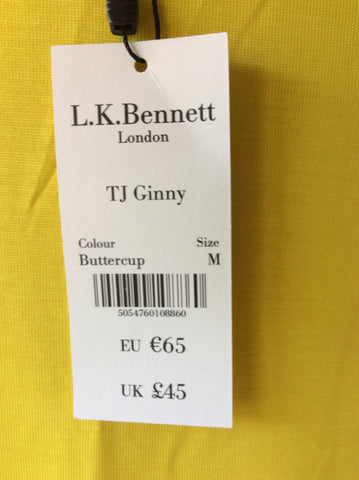 L.K.Bennett
London
TJ Ginny
Colour Size
Buttercup M
5054760108860
EU €65
UK £45